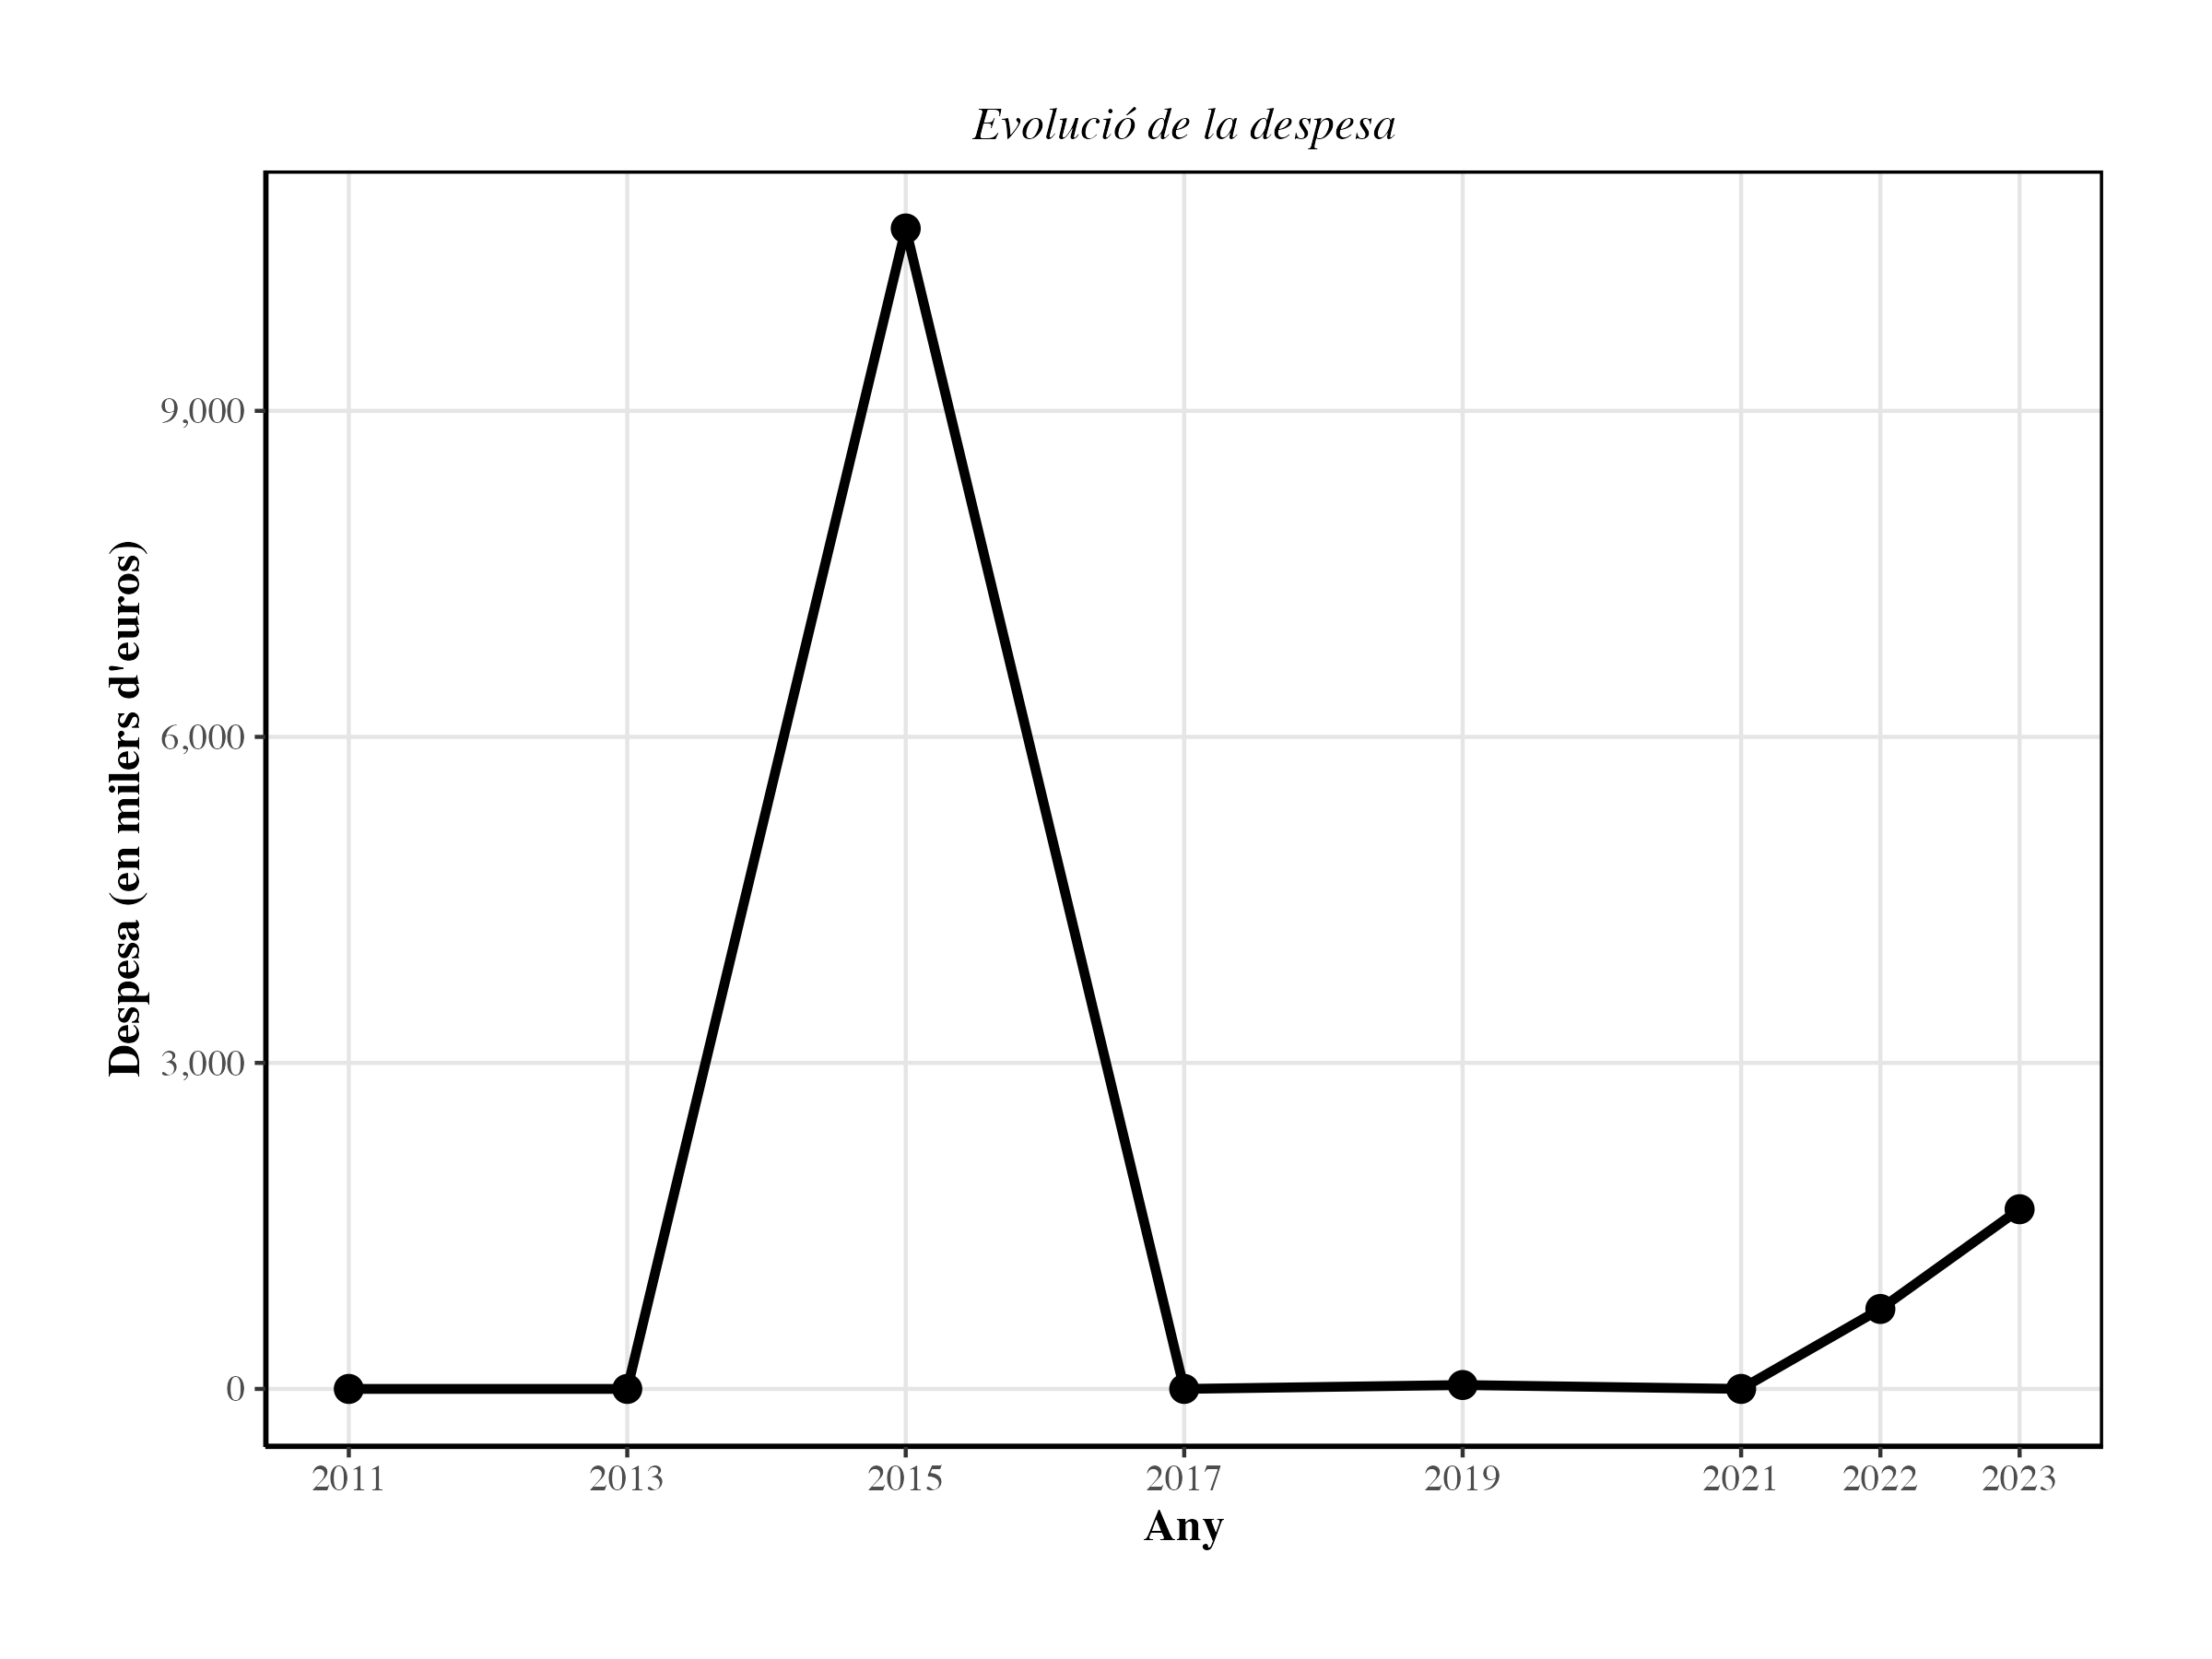 Evolució de la despesa
Despesa (en milers d'euros)
9,000
6,000
3,000
0
2011 2013 2015 2017 2019 2021 2022 2023
Any